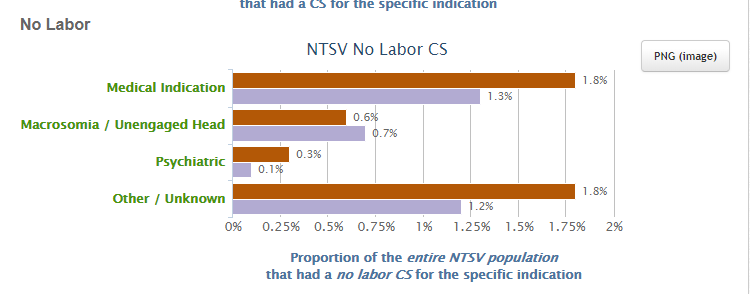 that had a CS for the specific indication
No Labor
NTSV No Labor CS
PNG (image)
Medical Indication
1.8%
1.3%
Macrosomia / Unengaged Head
0.6%
0.7%
Psychiatric
0.3%
0.1%
Other / Unknown
1.8%
1.2%
0% 0.25% 0.5% 0.75% 1% 1.25% 1.5% 1.75% 2%
Proportion of the entire NTSV population
that had a no labor CS for the specific indication